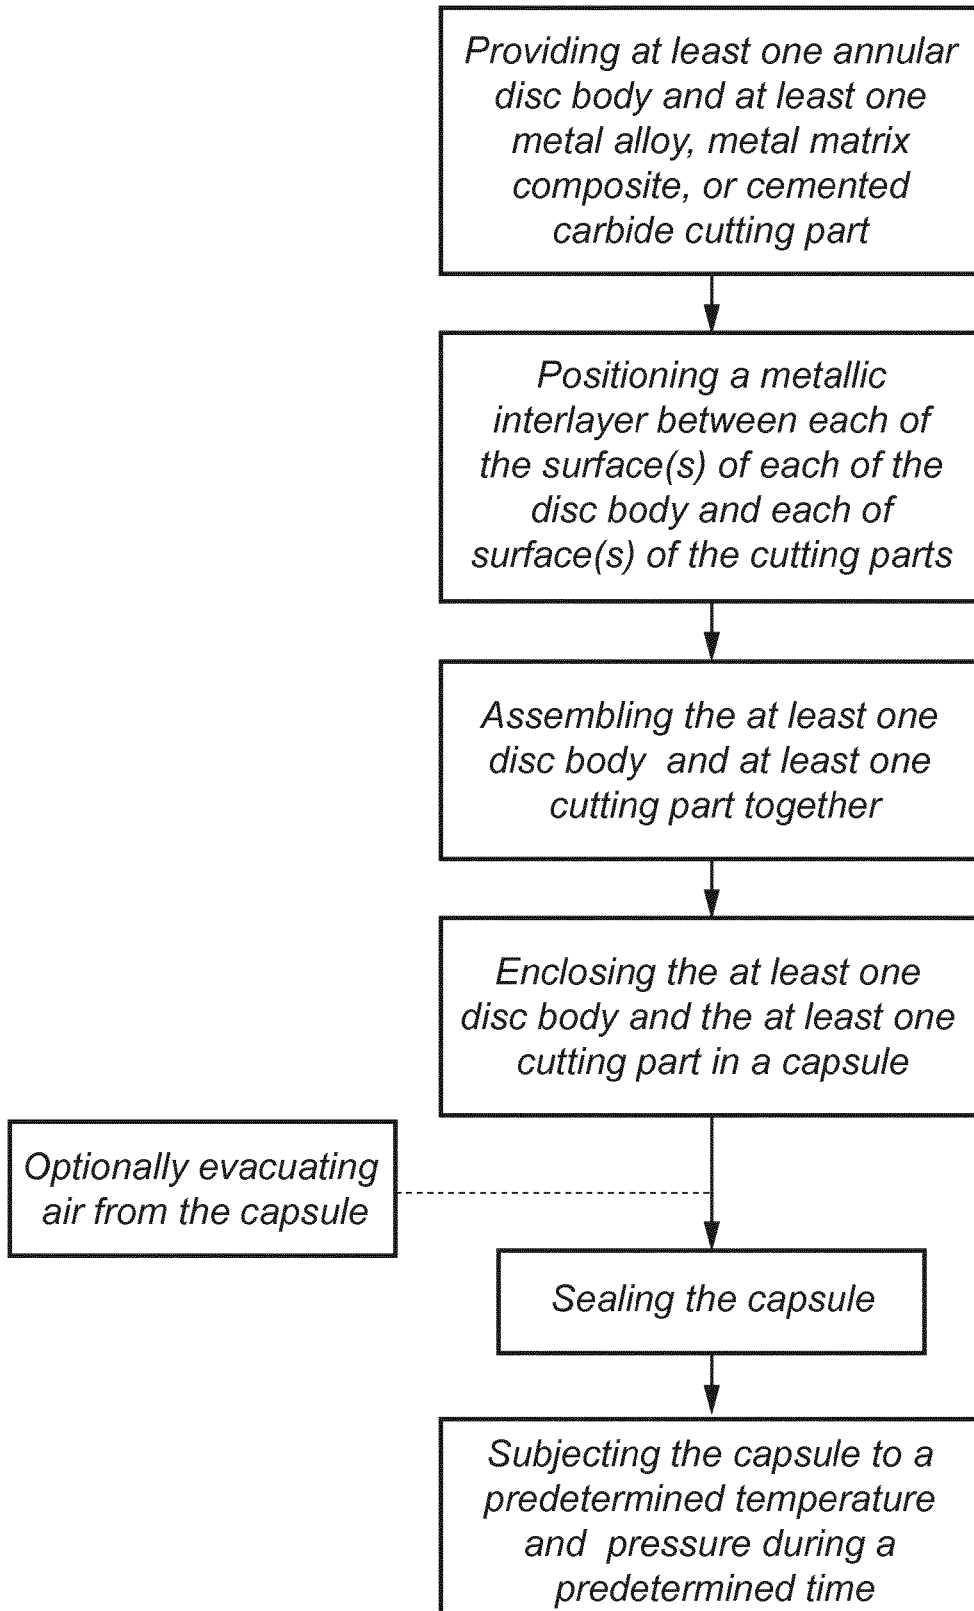 Providing at least one annular
disc body and at least one
metal alloy, metal matrix
composite, or cemented
carbide cutting part
Positioning a metallic
interlayer between each of
the surface(s) of each of the
disc body and each of
surface(s) of the cutting parts
Assembling the at least one
disc body and at least one
cutting part together
Enclosing the at least one
disc body and the at least one
cutting part in a capsule
Optionally evacuating
air from the capsule
Sealing the capsule
Subjecting the capsule to a
predetermined temperature
and pressure during a
predetermined time